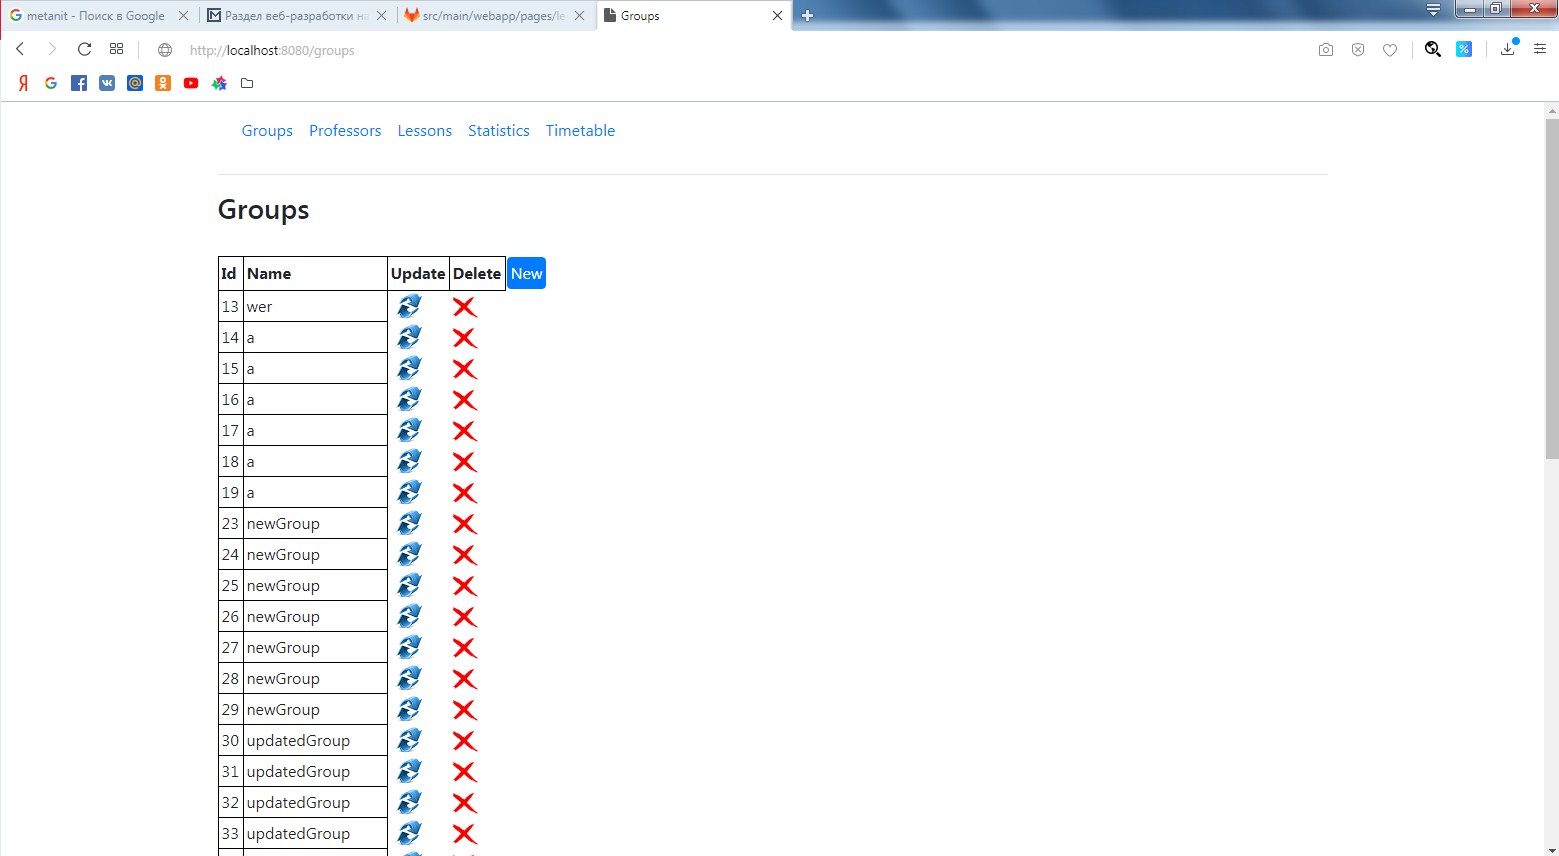 metanit - Поиск в Google
Раздел веб-разработки на
src/main/webapp/pages/le
Groups
http://localhost:8080/groups
Groups Professors Lessons Statistics Timetable
Groups
Id Name Update Delete New
13 wer
14 a
15 a
16 a
17 a
18 a
19 a
23 newGroup
24 newGroup
25 newGroup
26 newGroup
27 newGroup
28 newGroup
29 newGroup
30 updatedGroup
31 updatedGroup
32 updatedGroup
33 updatedGroup